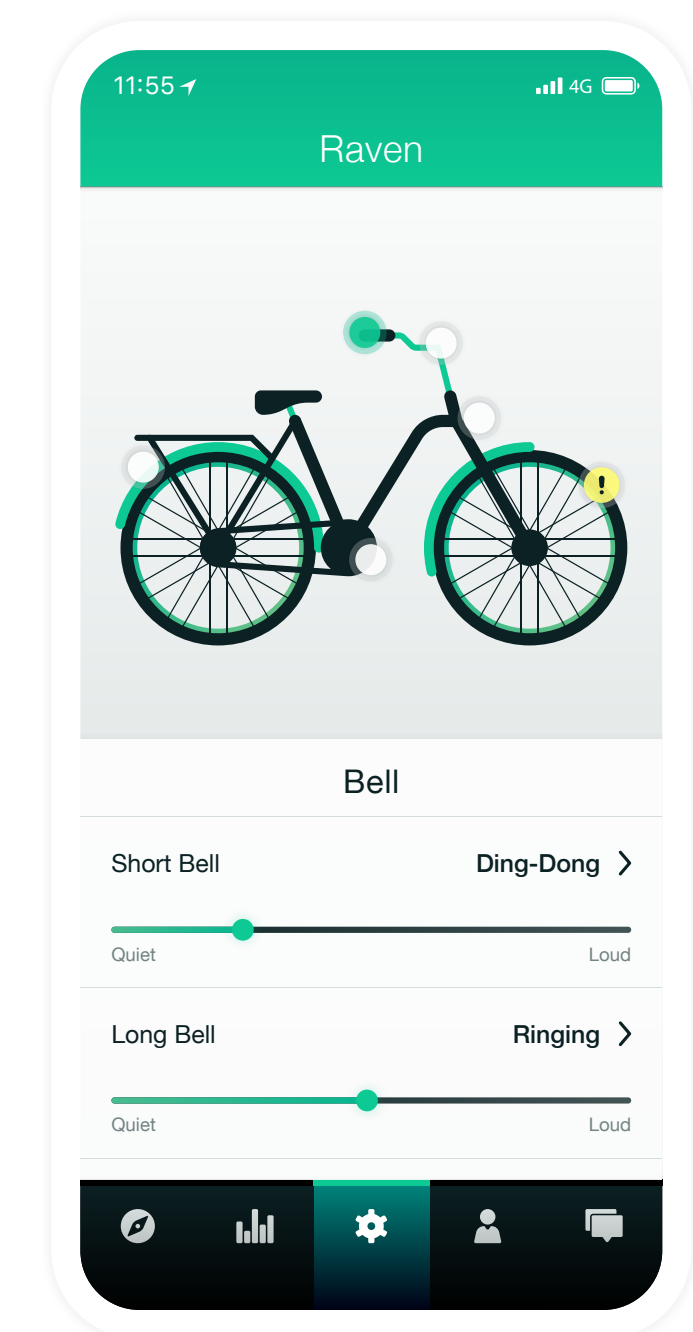 11:55 4G
Raven
!
Bell
Short Bell Ding-Dong
Quiet Loud
Long Bell Ringing
Quiet Loud